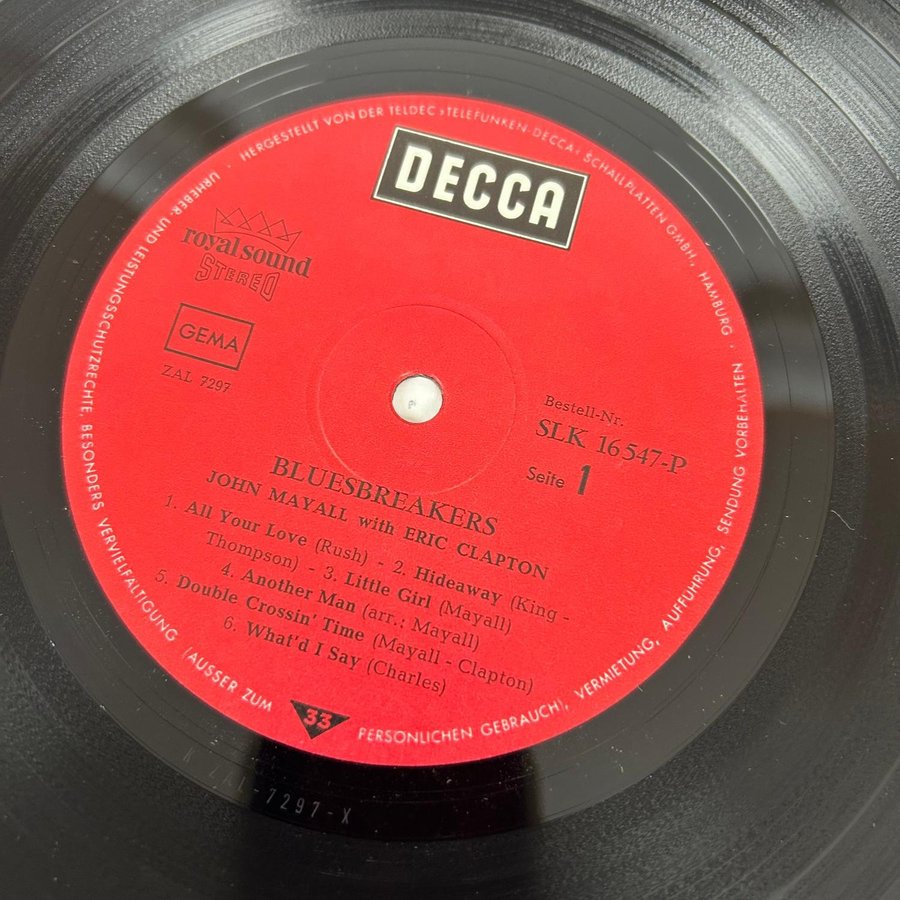 HERGESTELLT VON DER TELDEC »TELEFUNKEN-DECCA« SCHALLPLATTEN GMBH, HAMBURG · URHEBER- UND LEISTUNGSSCHUTZRECHTE, BESONDERS VERVIELFÄLTIGUNG (AUSSER ZUM PERSÖNLICHEN GEBRAUCH), VERMIETUNG, AUFFÜHRUNG, SENDUNG VORBEHALTEN ·
DECCA
royal sound
STEREO
GEMA
ZAL 7297
Bestell-Nr.
SLK 16547-P
Seite 1
BLUESBREAKERS
JOHN MAYALL with ERIC CLAPTON
1. All Your Love (Rush) - 2. Hideaway (King -
Thompson) - 3. Little Girl (Mayall)
4. Another Man (arr.: Mayall)
5. Double Crossin' Time (Mayall - Clapton)
6. What'd I Say (Charles)
33
7297-X